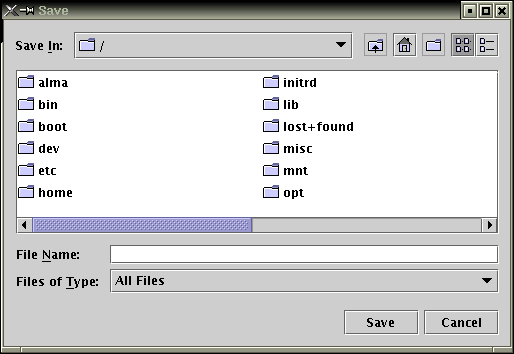 Save
Save In: /
alma
bin
boot
dev
etc
home
initrd
lib
lost+found
misc
mnt
opt
File Name:
Files of Type: All Files
Save Cancel